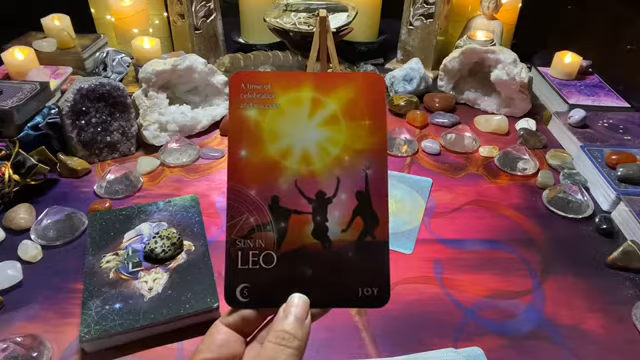 A time of
celebration
SUN IN
LEO
JOY